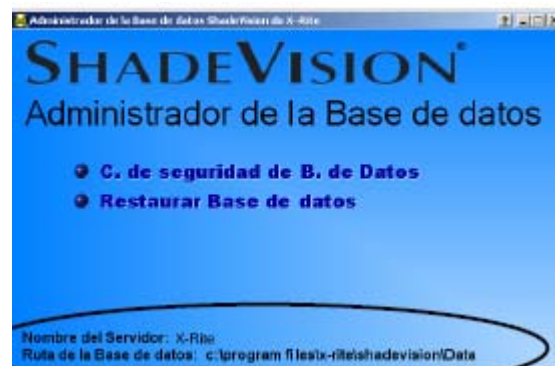 Administrador de la Base de datos ShadeVision de X-Rite
SHADEVISION®
Administrador de la Base de datos
C. de seguridad de B. de Datos
Restaurar Base de datos
Nombre del Servidor: X-Rite
Ruta de la Base de datos: c:\program files\x-rite\shadevision\Data